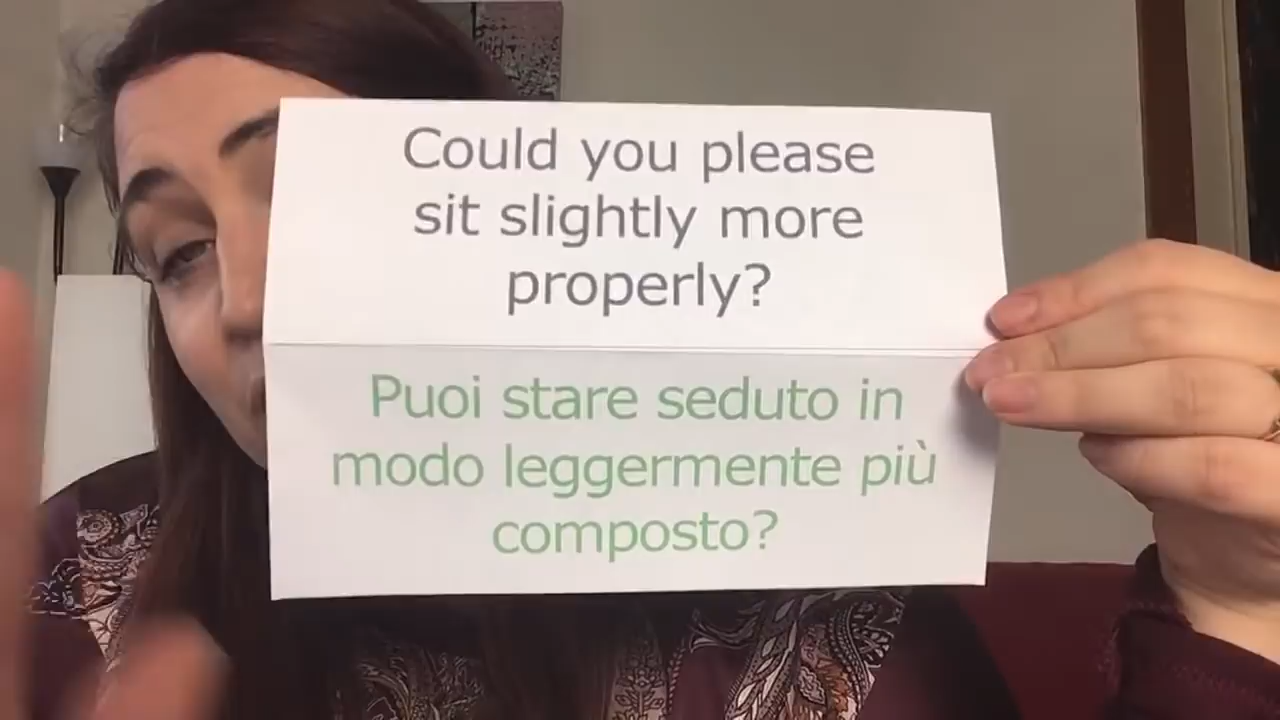 Could you please
sit slightly more
properly?
Puoi stare seduto in
modo leggermente più
composto?